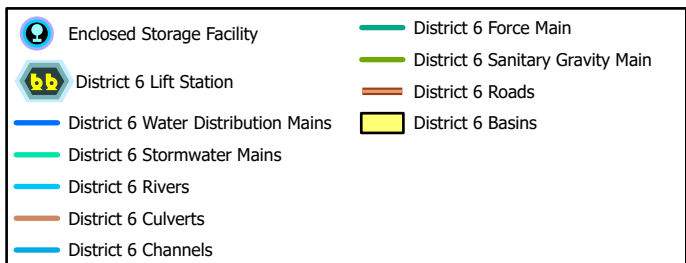 Enclosed Storage Facility
District 6 Lift Station
District 6 Water Distribution Mains
District 6 Stormwater Mains
District 6 Rivers
District 6 Culverts
District 6 Channels
District 6 Force Main
District 6 Sanitary Gravity Main
District 6 Roads
District 6 Basins